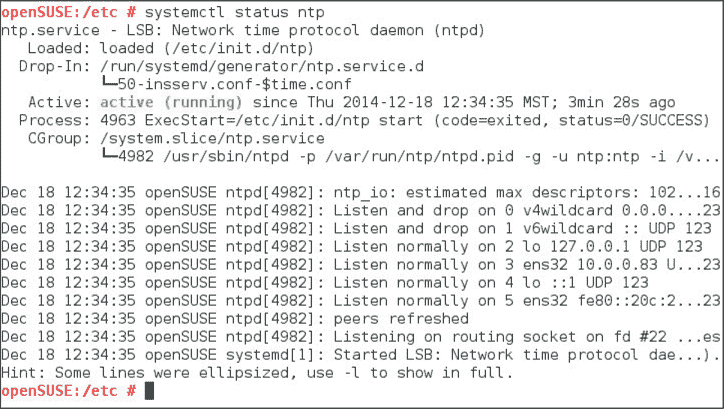 openSUSE:/etc # systemctl status ntp
ntp.service - LSB: Network time protocol daemon (ntpd)
Loaded: loaded (/etc/init.d/ntp)
Drop-In: /run/systemd/generator/ntp.service.d
└─50-insserv.conf-$time.conf
Active: active (running) since Thu 2014-12-18 12:34:35 MST; 3min 28s ago
Process: 4963 ExecStart=/etc/init.d/ntp start (code=exited, status=0/SUCCESS)
CGroup: /system.slice/ntp.service
└─4982 /usr/sbin/ntpd -p /var/run/ntp/ntpd.pid -g -u ntp:ntp -i /v...
Dec 18 12:34:35 openSUSE ntpd[4982]: ntp_io: estimated max descriptors: 102...16
Dec 18 12:34:35 openSUSE ntpd[4982]: Listen and drop on 0 v4wildcard 0.0.0....23
Dec 18 12:34:35 openSUSE ntpd[4982]: Listen and drop on 1 v6wildcard :: UDP 123
Dec 18 12:34:35 openSUSE ntpd[4982]: Listen normally on 2 lo 127.0.0.1 UDP 123
Dec 18 12:34:35 openSUSE ntpd[4982]: Listen normally on 3 ens32 10.0.0.83 U...23
Dec 18 12:34:35 openSUSE ntpd[4982]: Listen normally on 4 lo ::1 UDP 123
Dec 18 12:34:35 openSUSE ntpd[4982]: Listen normally on 5 ens32 fe80::20c:2...23
Dec 18 12:34:35 openSUSE ntpd[4982]: peers refreshed
Dec 18 12:34:35 openSUSE ntpd[4982]: Listening on routing socket on fd #22 ...es
Dec 18 12:34:35 openSUSE systemd[1]: Started LSB: Network time protocol dae...).
Hint: Some lines were ellipsized, use -l to show in full.
openSUSE:/etc #